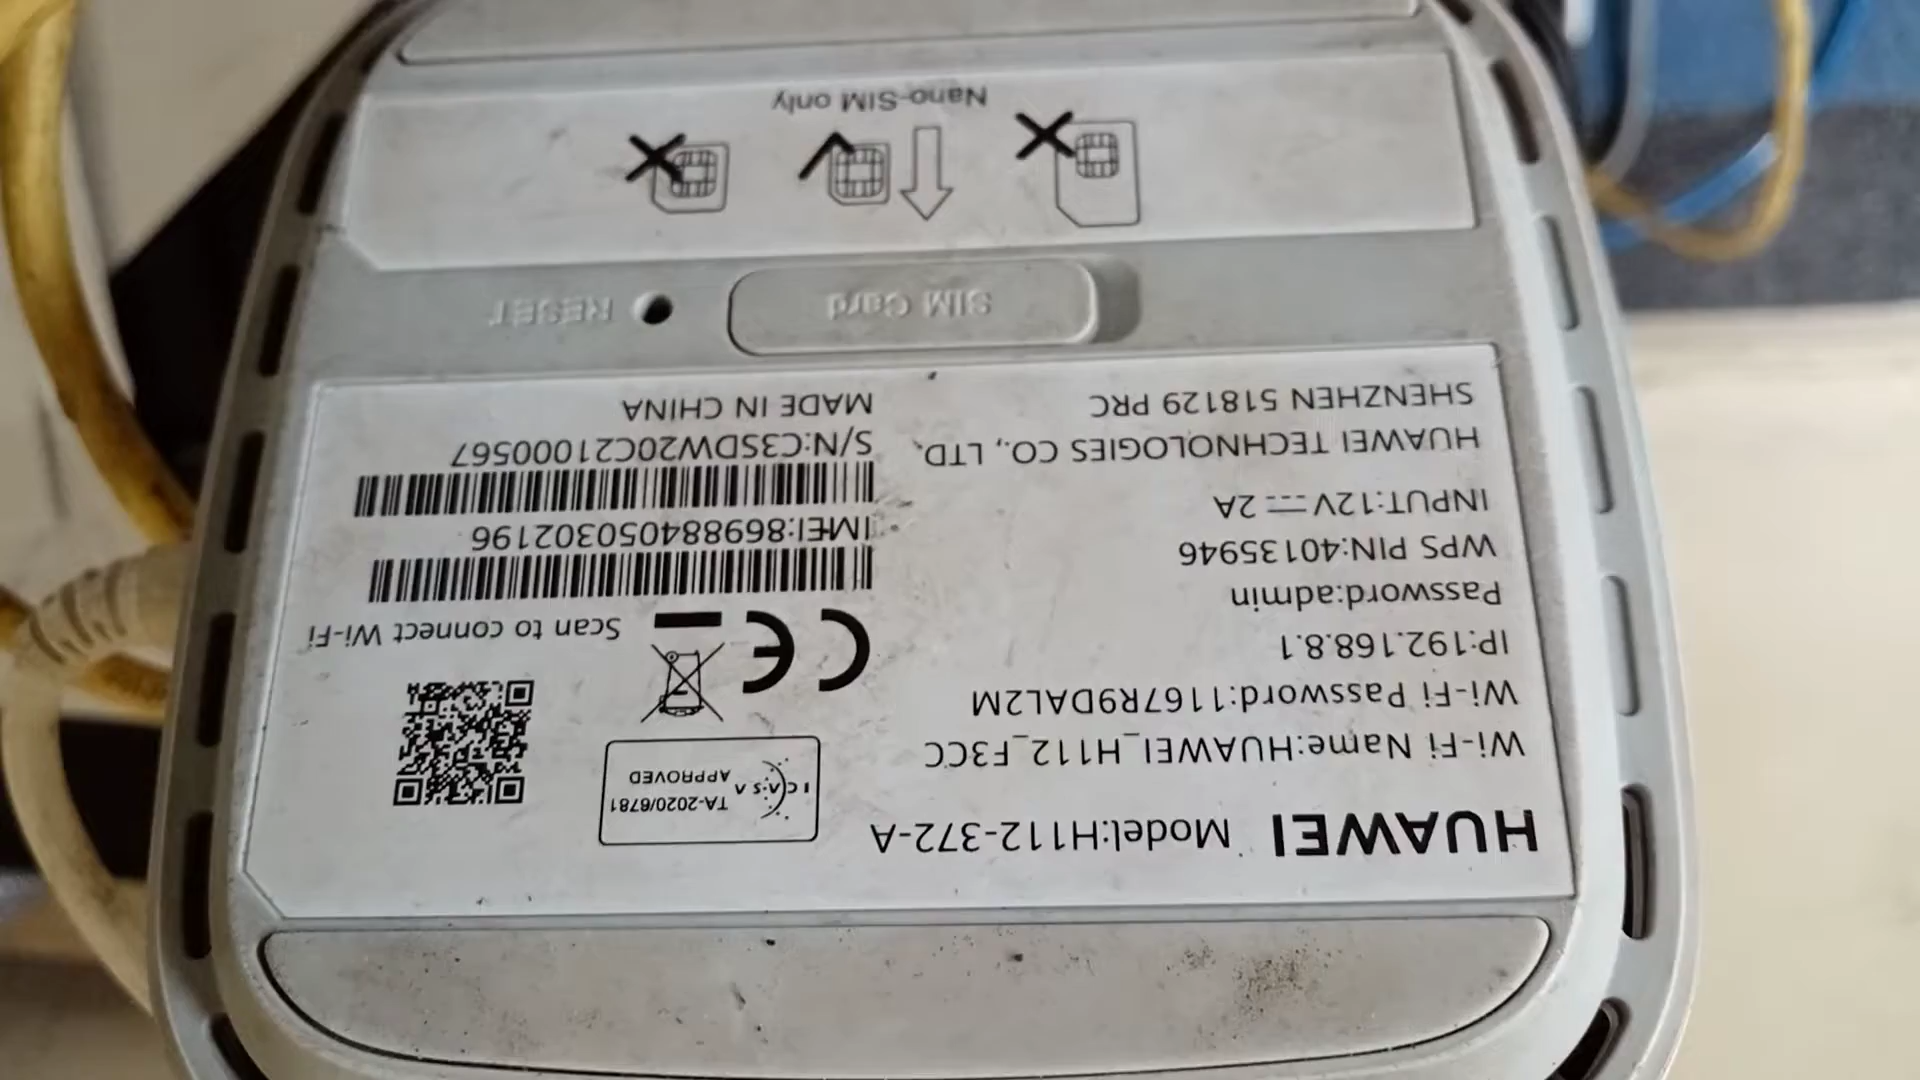 HUAWEI Model:H112-372-A
Wi-Fi Name:HUAWEI_H112_F3CC
Wi-Fi Password:1167R9DAL2M
IP:192.168.8.1
Password:admin
WPS PIN:40135946
INPUT:12V 2A
HUAWEI TECHNOLOGIES CO., LTD.
SHENZHEN 518129 PRC
TA-2020/6781
ICASA
APPROVED
CE
Scan to connect Wi-Fi
IMEI:869884050302196
S/N:C3SDW20C21000567
MADE IN CHINA
SIM Card
RESET
Nano-SIM only